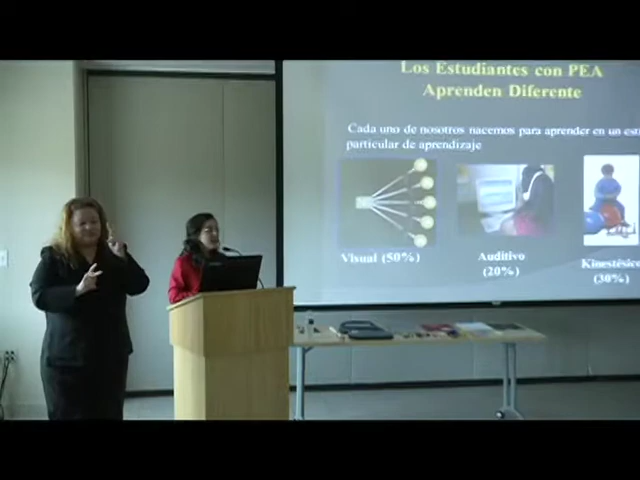 Los Estudiantes con PEA
Aprenden Diferente
Cada uno de nosotros nacemos para aprender en un
particular de aprendizaje
Visual (50%)
Auditivo
(20%)
Kinestésico
(30%)